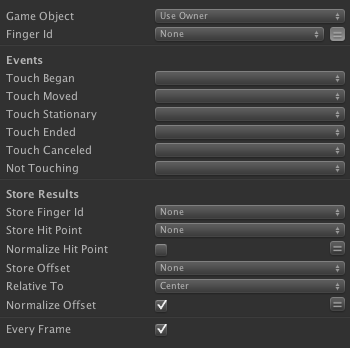 Game Object Use Owner
Finger Id None
Events
Touch Began
Touch Moved
Touch Stationary
Touch Ended
Touch Canceled
Not Touching
Store Results
Store Finger Id None
Store Hit Point None
Normalize Hit Point
Store Offset None
Relative To Center
Normalize Offset
Every Frame